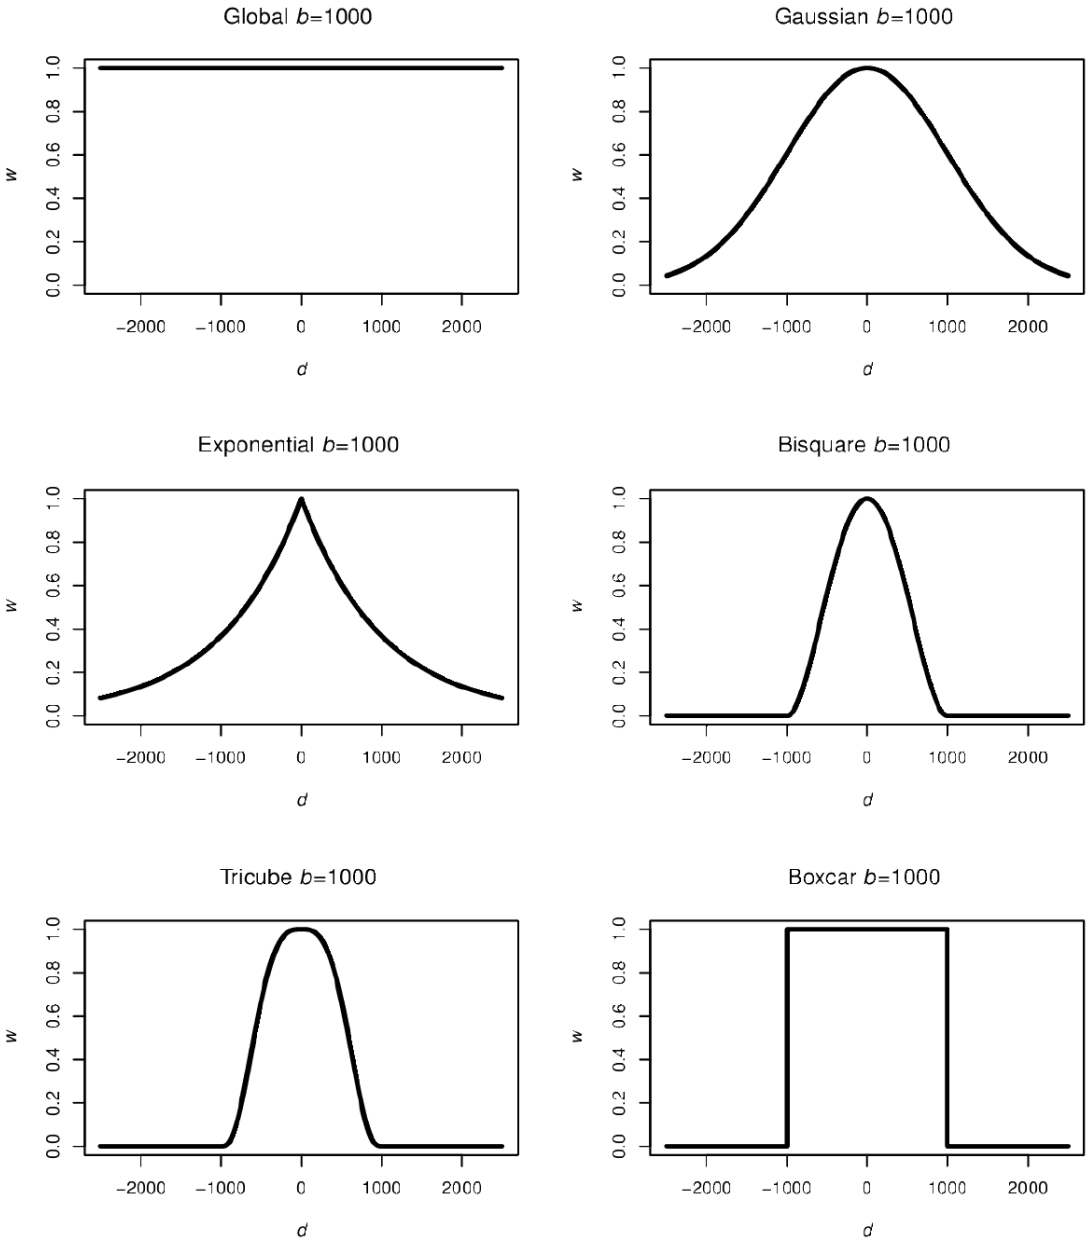 Global b=1000
w
0.0 0.2 0.4 0.6 0.8 1.0
−2000 −1000 0 1000 2000
d
Gaussian b=1000
w
0.0 0.2 0.4 0.6 0.8 1.0
−2000 −1000 0 1000 2000
d
Exponential b=1000
w
0.0 0.2 0.4 0.6 0.8 1.0
−2000 −1000 0 1000 2000
d
Bisquare b=1000
w
0.0 0.2 0.4 0.6 0.8 1.0
−2000 −1000 0 1000 2000
d
Tricube b=1000
w
0.0 0.2 0.4 0.6 0.8 1.0
−2000 −1000 0 1000 2000
d
Boxcar b=1000
w
0.0 0.2 0.4 0.6 0.8 1.0
−2000 −1000 0 1000 2000
d